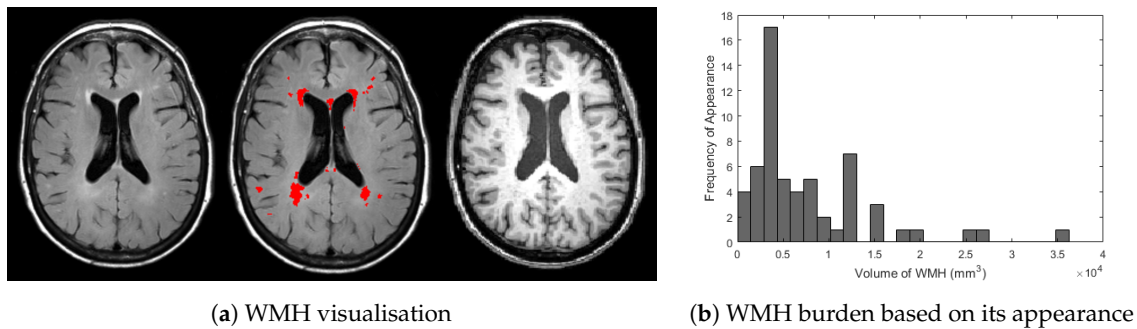 18
16
14
12
10
8
6
4
2
0
Frequency of Appearance
0 0.5 1 1.5 2 2.5 3 3.5 4
Volume of WMH (mm³) ×10⁴
(a) WMH visualisation
(b) WMH burden based on its appearance